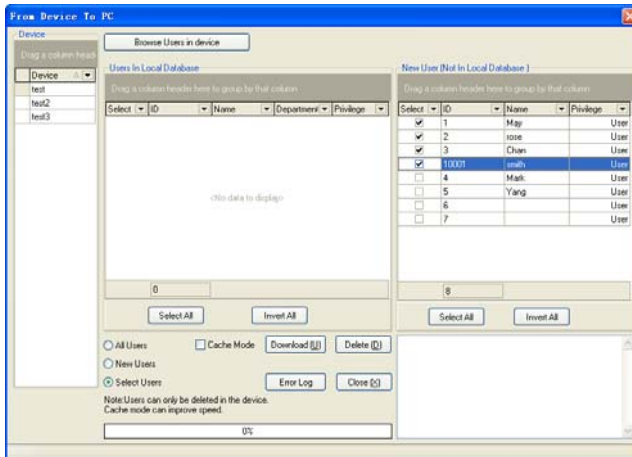 From Device To PC
Device
Browse Users in device
Drag a column head
Users In Local Database
New User (Not In Local Database )
Drag a column header here to group by that column
Drag a column header here to group by that column
Device
test
test2
test3
Select ID Name Department Privilege
Select ID Name Privilege
1 May User
2 rose User
3 Chan User
10001 smith User
4 Mark User
5 Yang User
6 User
7 User
<No data to display>
0
8
Select All Invert All
Select All Invert All
All Users Cache Mode Download (U) Delete (D)
New Users
Select Users Error Log Close (X)
Note:Users can only be deleted in the device.
Cache mode can improve speed.
0%